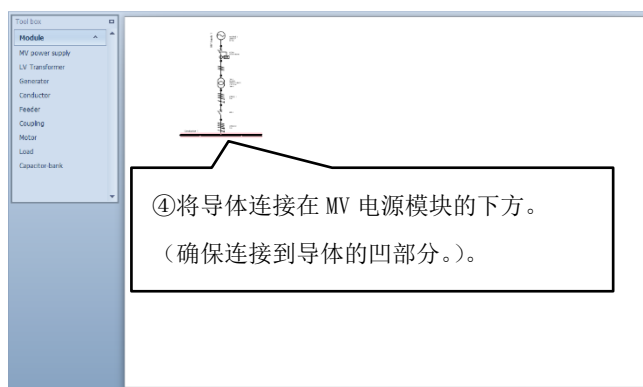 Tool box
Module
MV power supply
LV Transformer
Generator
Conductor
Feeder
Coupling
Motor
Load
Capacitor-bank
④将导体连接在 MV 电源模块的下方。
（确保连接到导体的凹部分。）。